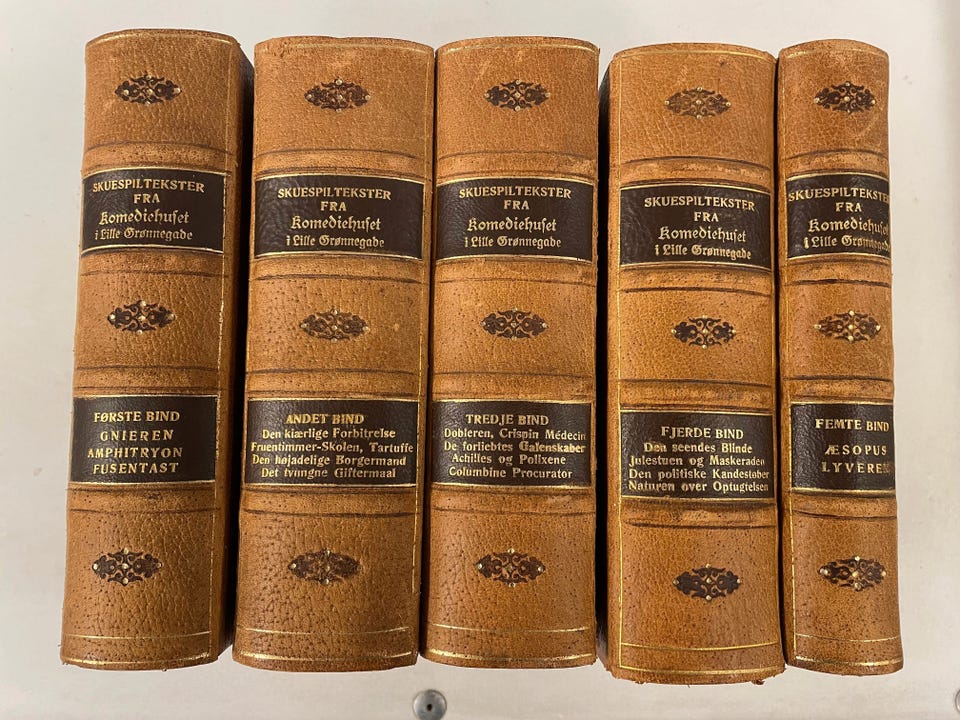 SKUESPILTEKSTER
FRA
Komediehuset
i Lille Grønnegade
FØRSTE BIND
GNIEREN
AMPHITRYON
FUSENTAST
SKUESPILTEKSTER
FRA
Komediehuset
i Lille Grønnegade
ANDET BIND
Den kiærlige Forbitrelse
Fruentimmer-Skolen, Tartuffe
Den højadelige Borgermand
Det tvongne Giftermaal
SKUESPILTEKSTER
FRA
Komediehuset
i Lille Grønnegade
TREDJE BIND
Dobleren, Crispin Médecin
De forliebtes Galenskaber
Achilles og Polixene
Columbine Procurator
SKUESPILTEKSTER
FRA
Komediehuset
i Lille Grønnegade
FJERDE BIND
Den seendes Blinde
Julestuen og Maskeraden
Den politiske Kandestøber
Naturen over Optugtelsen
SKUESPILTEKSTER
FRA
Komediehuset
i Lille Grønnegade
FEMTE BIND
ÆSOPUS